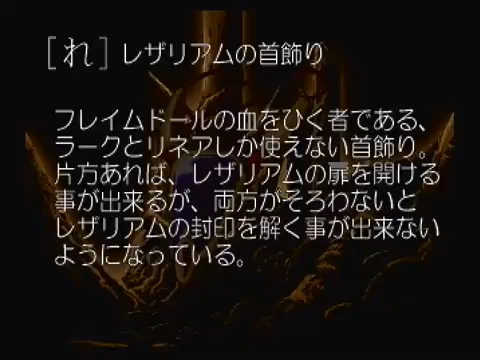 ［れ］レザリアムの首飾り
フレイムドールの血をひく者である、
ラークとリネアしか使えない首飾り。
片方あれば、レザリアムの扉を開ける
事が出来るが、両方がそろわないと
レザリアムの封印を解く事が出来ない
ようになっている。